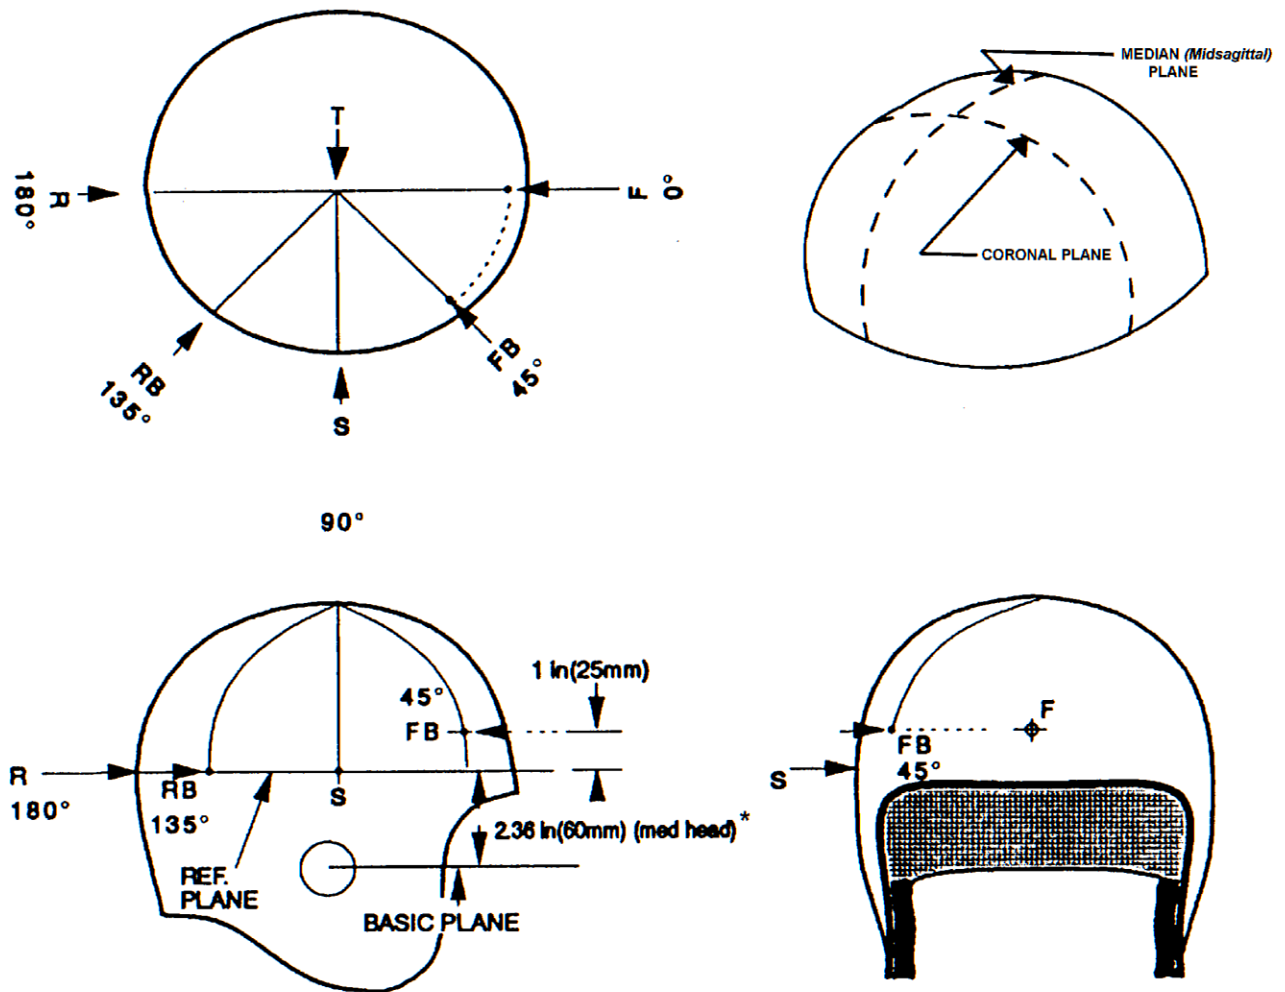 T
MEDIAN (Midsagittal)
PLANE
R
180°
F
0°
CORONAL PLANE
RB
135°
FB
45°
S
90°
1 in(25mm)
45°
FB
R
180°
RB
135°
S
2.36 in(60mm) (med head)*
REF.
PLANE
BASIC PLANE
F
FB
45°
S